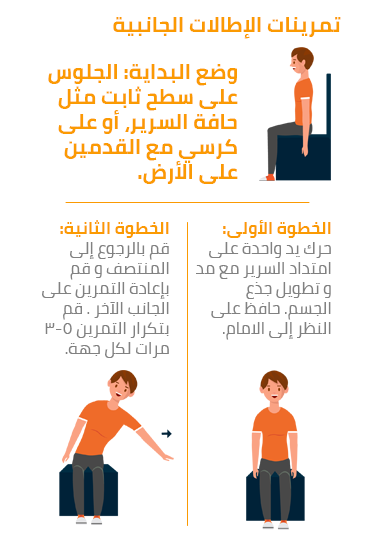 تمرينات الإطالات الجانبية
وضع البداية: الجلوس
على سطح ثابت مثل
حافة السرير، أو على
كرسي مع القدمين
على الأرض.
الخطوة الأولى:
حرك يد واحدة على
امتداد السرير مع مد
و تطويل جذع
الجسم. حافظ على
النظر إلى الامام.
الخطوة الثانية:
قم بالرجوع إلى
المنتصف و قم
بإعادة التمرين على
الجانب الآخر . قم
بتكرار التمرين ٥-٣
مرات لكل جهة.